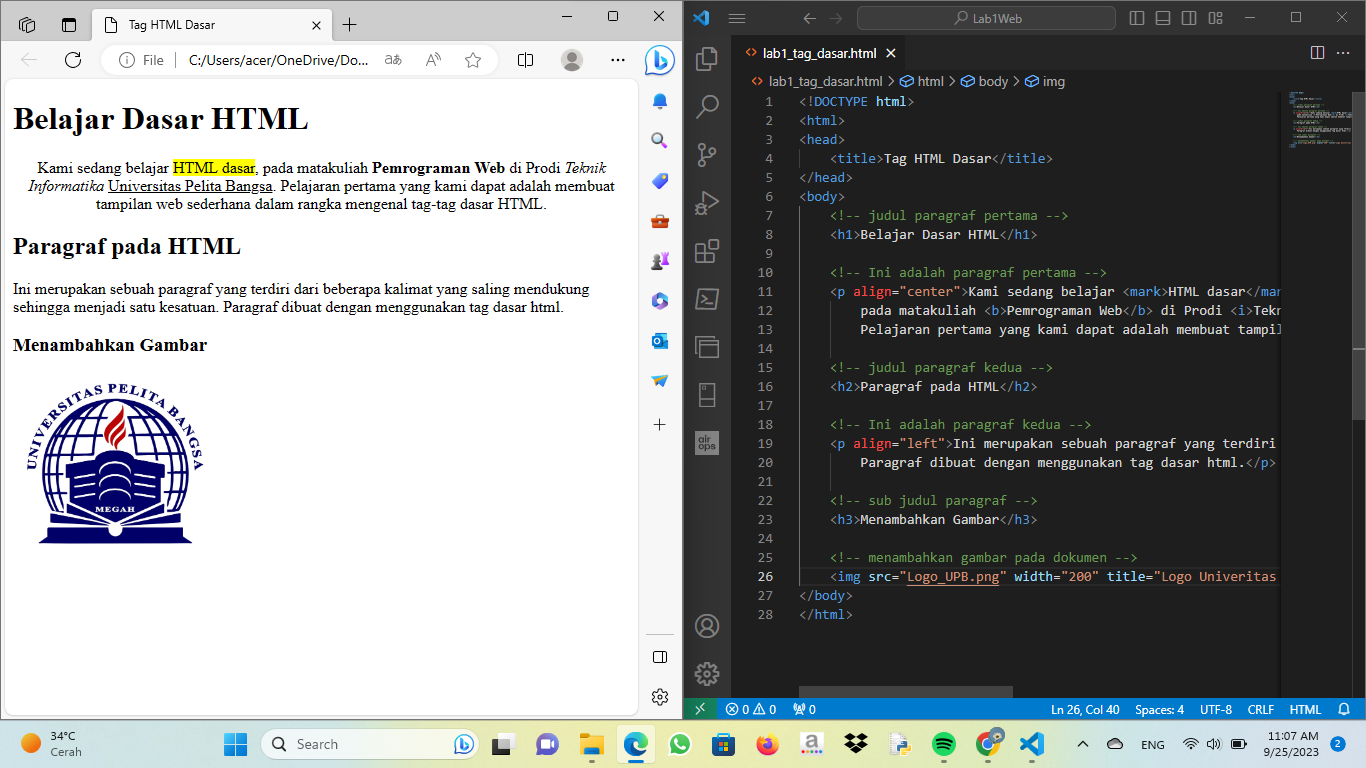 Tag HTML Dasar
File
C:/Users/acer/OneDrive/Do...
Belajar Dasar HTML
Kami sedang belajar HTML dasar, pada matakuliah Pemrograman Web di Prodi Teknik
Informatika Universitas Pelita Bangsa. Pelajaran pertama yang kami dapat adalah membuat
tampilan web sederhana dalam rangka mengenal tag-tag dasar HTML.
Paragraf pada HTML
Ini merupakan sebuah paragraf yang terdiri dari beberapa kalimat yang saling mendukung
sehingga menjadi satu kesatuan. Paragraf dibuat dengan menggunakan tag dasar html.
Menambahkan Gambar
UNIVERSITAS PELITA BANGSA
MEGAH
Lab1Web
lab1_tag_dasar.html
lab1_tag_dasar.html > html > body > img
air
ops
1 <!DOCTYPE html>
2 <html>
3 <head>
4 <title>Tag HTML Dasar</title>
5 </head>
6 <body>
7 <!-- judul paragraf pertama -->
8 <h1>Belajar Dasar HTML</h1>
9
10 <!-- Ini adalah paragraf pertama -->
11 <p align="center">Kami sedang belajar <mark>HTML dasar</mar
12 pada matakuliah <b>Pemrograman Web</b> di Prodi <i>Tekn
13 Pelajaran pertama yang kami dapat adalah membuat tampil
14
15 <!-- judul paragraf kedua -->
16 <h2>Paragraf pada HTML</h2>
17
18 <!-- Ini adalah paragraf kedua -->
19 <p align="left">Ini merupakan sebuah paragraf yang terdiri
20 Paragraf dibuat dengan menggunakan tag dasar html.</p>
21
22 <!-- sub judul paragraf -->
23 <h3>Menambahkan Gambar</h3>
24
25 <!-- menambahkan gambar pada dokumen -->
26 <img src="Logo_UPB.png" width="200" title="Logo Univeritas
27 </body>
28 </html>
0 0 0
Ln 26, Col 40 Spaces: 4 UTF-8 CRLF HTML
34°C
Cerah
Search
ENG
11:07 AM
9/25/2023
2